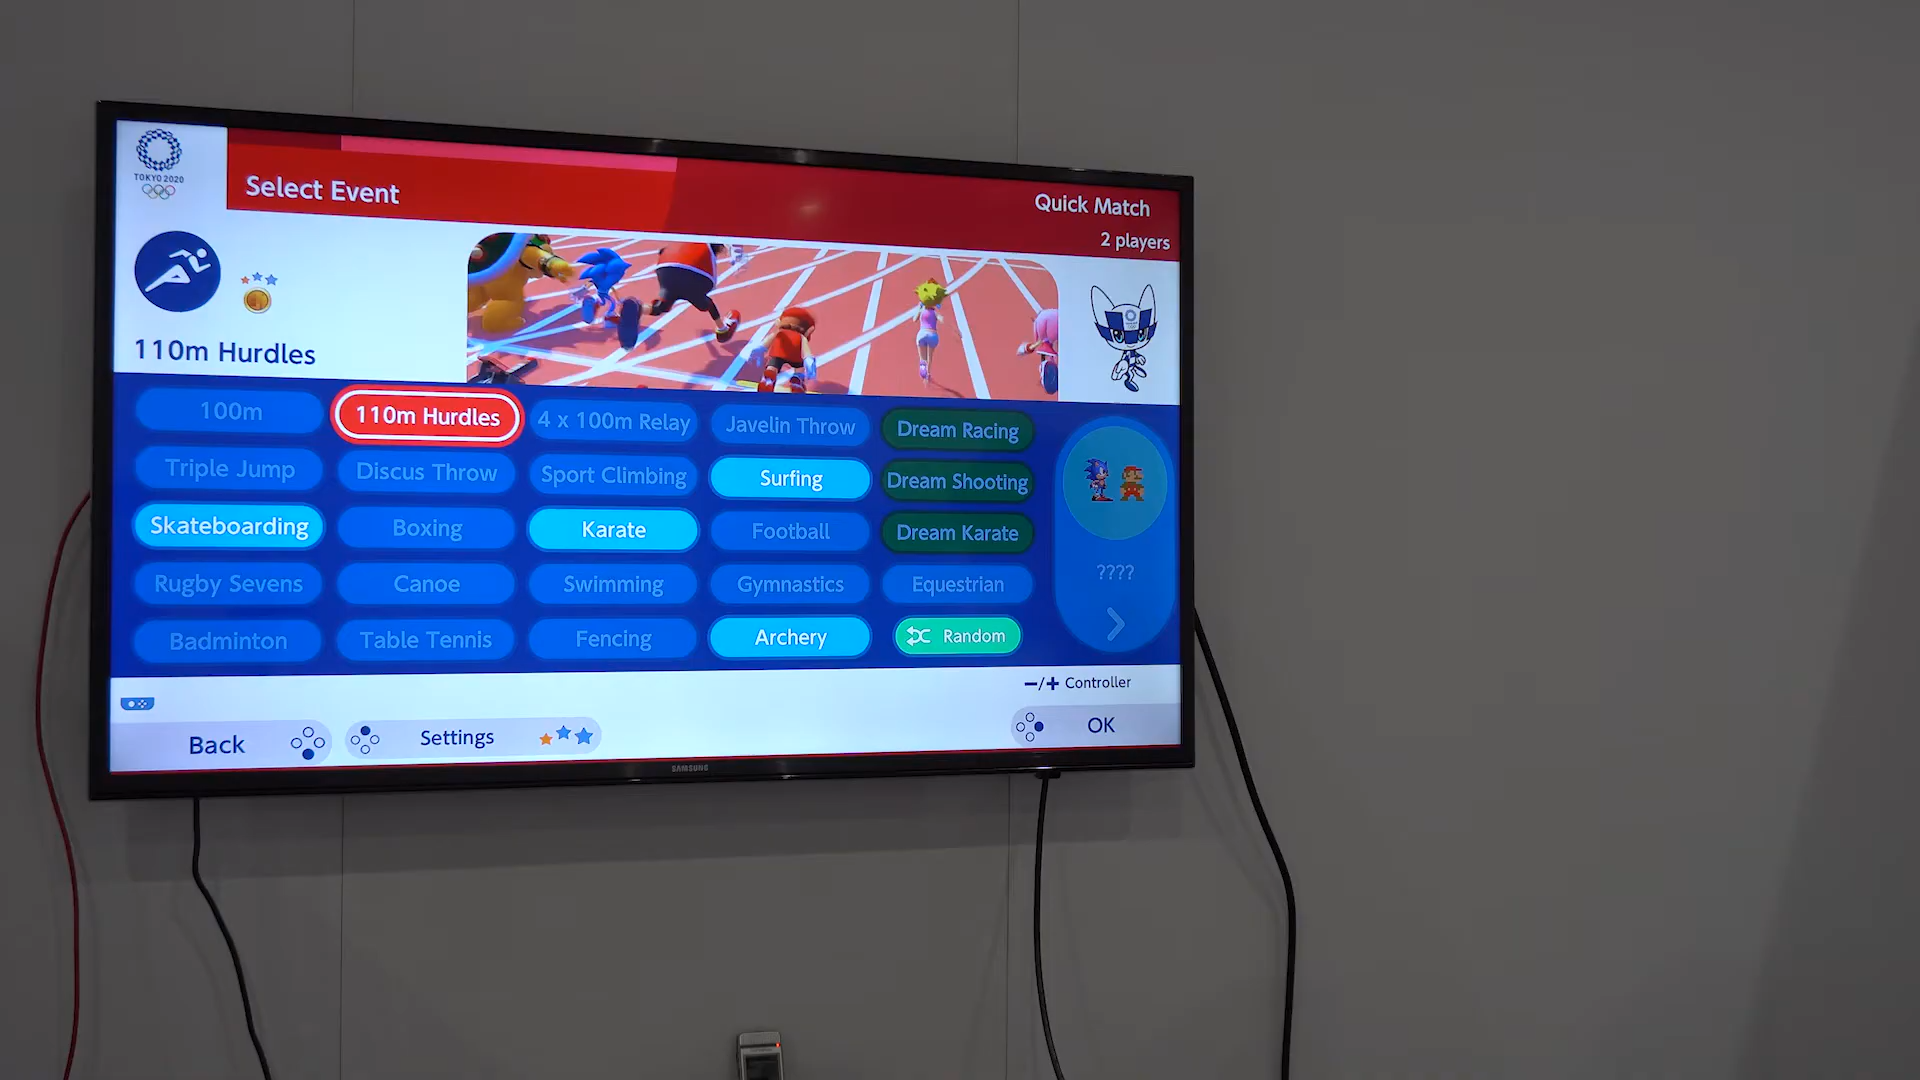 TOKYO 2020
Select Event
Quick Match
2 players
110m Hurdles
100m
110m Hurdles
4 x 100m Relay
Javelin Throw
Dream Racing
Triple Jump
Discus Throw
Sport Climbing
Surfing
Dream Shooting
Skateboarding
Boxing
Karate
Football
Dream Karate
????
Rugby Sevens
Canoe
Swimming
Gymnastics
Equestrian
Badminton
Table Tennis
Fencing
Archery
Random
−/+ Controller
Back
Settings
OK
SAMSUNG